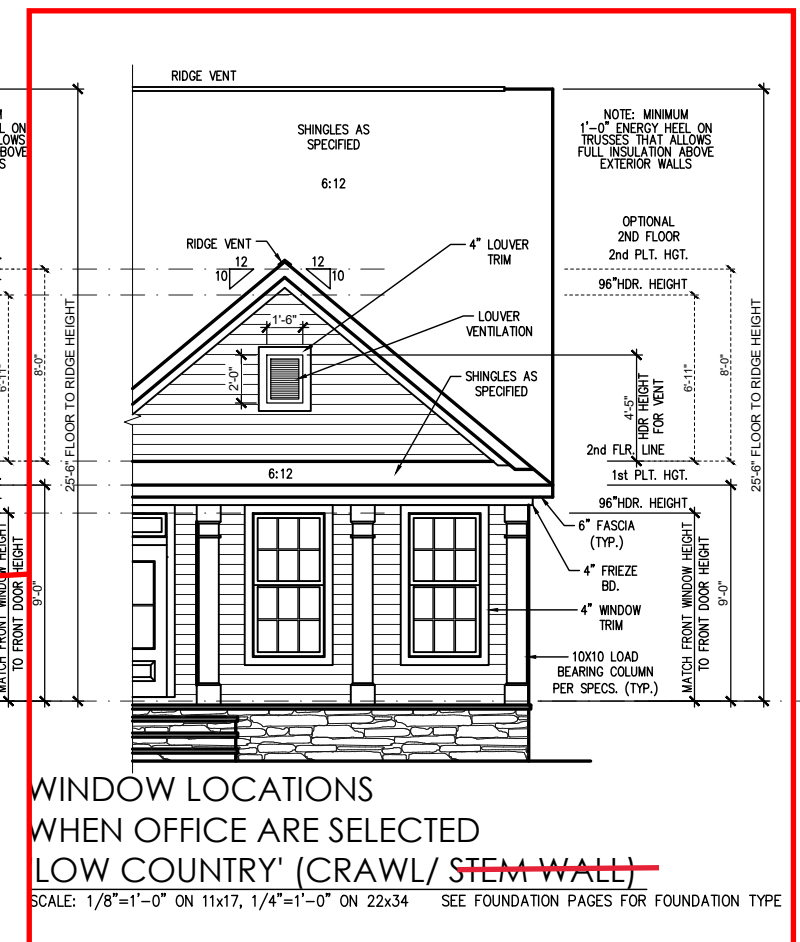 RIDGE VENT
SHINGLES AS
SPECIFIED
6:12
NOTE: MINIMUM
1'-0" ENERGY HEEL ON
TRUSSES THAT ALLOWS
FULL INSULATION ABOVE
EXTERIOR WALLS
L ON
LOWS
BOVE
S
OPTIONAL
2ND FLOOR
2nd PLT. HGT.
RIDGE VENT
12
10
12
10
4" LOUVER
TRIM
96"HDR. HEIGHT
1'-6"
LOUVER
VENTILATION
2'-0"
SHINGLES AS
SPECIFIED
4'-5"
HDR HEIGHT
FOR VENT
6'-11"
8'-0"
25'-6" FLOOR TO RIDGE HEIGHT
6'-11"
8'-0"
25'-6" FLOOR TO RIDGE HEIGHT
2nd FLR. LINE
6:12
1st PLT. HGT.
96"HDR. HEIGHT
6" FASCIA
(TYP.)
4" FRIEZE
BD.
4" WINDOW
TRIM
10X10 LOAD
BEARING COLUMN
PER SPECS. (TYP.)
MATCH FRONT WINDOW HEIGHT
TO FRONT DOOR HEIGHT
9'-0"
MATCH FRONT WINDOW HEIGHT
TO FRONT DOOR HEIGHT
9'-0"
WINDOW LOCATIONS
WHEN OFFICE ARE SELECTED
LOW COUNTRY' (CRAWL/ STEM WALL)
SCALE: 1/8"=1'-0" ON 11x17, 1/4"=1'-0" ON 22x34 SEE FOUNDATION PAGES FOR FOUNDATION TYPE